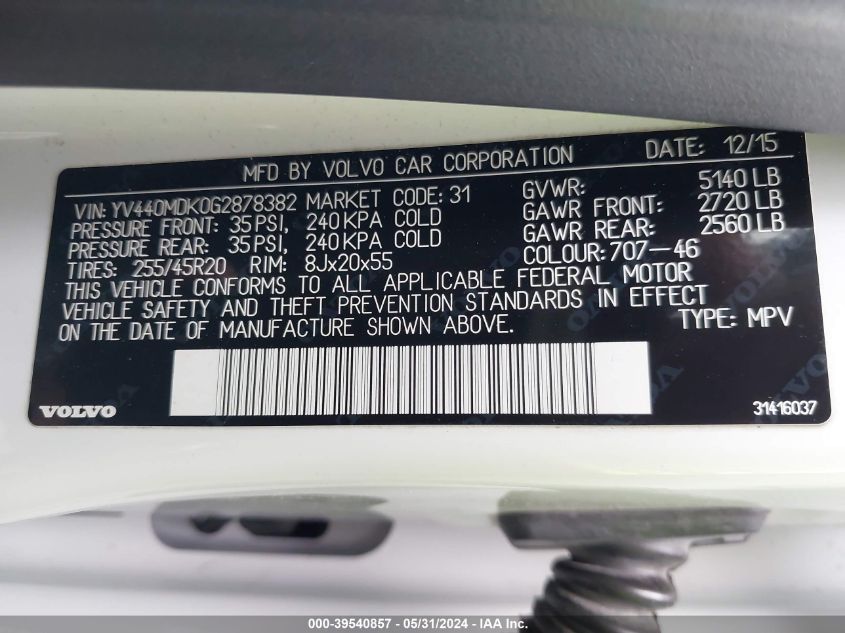 MFD BY VOLVO CAR CORPORATION DATE: 12/15
VIN: YV440MDK0G2878382 MARKET CODE: 31 GVWR: 5140 LB
PRESSURE FRONT: 35 PSI, 240 KPA COLD GAWR FRONT: 2720 LB
PRESSURE REAR: 35 PSI, 240 KPA COLD GAWR REAR: 2560 LB
TIRES: 255/45R20 RIM: 8Jx20x55 COLOUR: 707-46
THIS VEHICLE CONFORMS TO ALL APPLICABLE FEDERAL MOTOR
VEHICLE SAFETY AND THEFT PREVENTION STANDARDS IN EFFECT
ON THE DATE OF MANUFACTURE SHOWN ABOVE. TYPE: MPV
VOLVO 31416037
000-39540857 - 05/31/2024 - IAA Inc.